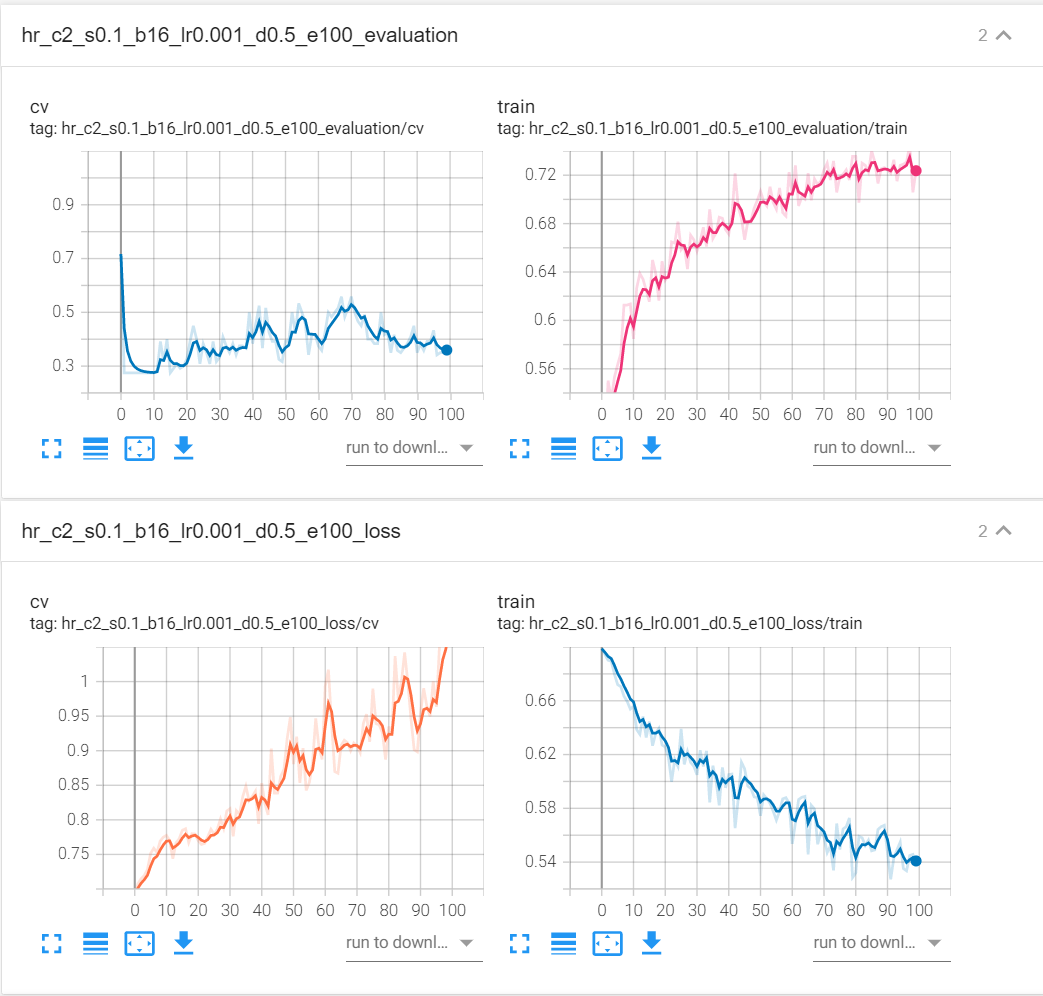 hr_c2_s0.1_b16_lr0.001_d0.5_e100_evaluation 2
cv
tag: hr_c2_s0.1_b16_lr0.001_d0.5_e100_evaluation/cv
0.9
0.7
0.5
0.3
0 10 20 30 40 50 60 70 80 90 100
run to downl...
train
tag: hr_c2_s0.1_b16_lr0.001_d0.5_e100_evaluation/train
0.72
0.68
0.64
0.6
0.56
0 10 20 30 40 50 60 70 80 90 100
run to downl...
hr_c2_s0.1_b16_lr0.001_d0.5_e100_loss 2
cv
tag: hr_c2_s0.1_b16_lr0.001_d0.5_e100_loss/cv
1
0.95
0.9
0.85
0.8
0.75
0 10 20 30 40 50 60 70 80 90 100
run to downl...
train
tag: hr_c2_s0.1_b16_lr0.001_d0.5_e100_loss/train
0.66
0.62
0.58
0.54
0 10 20 30 40 50 60 70 80 90 100
run to downl...